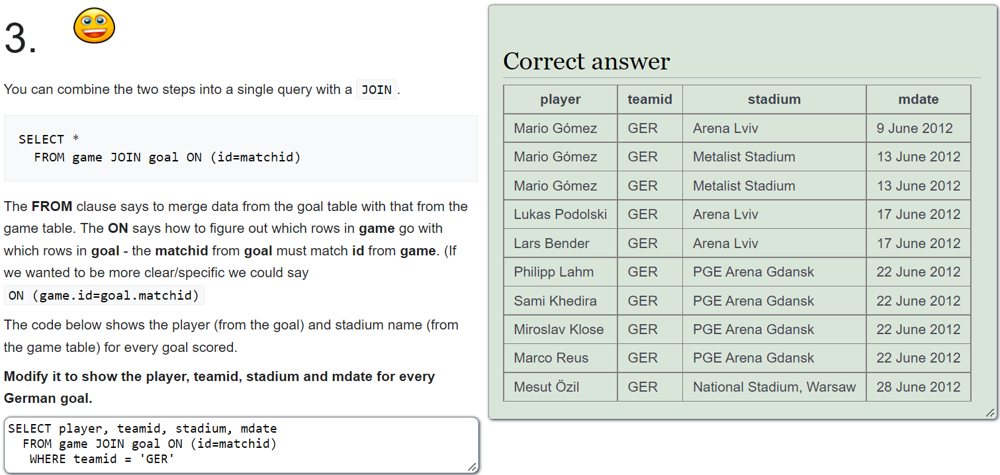 3.
You can combine the two steps into a single query with a JOIN.
SELECT *
FROM game JOIN goal ON (id=matchid)
The FROM clause says to merge data from the goal table with that from the
game table. The ON says how to figure out which rows in game go with
which rows in goal - the matchid from goal must match id from game. (If
we wanted to be more clear/specific we could say
ON (game.id=goal.matchid)
The code below shows the player (from the goal) and stadium name (from
the game table) for every goal scored.
Modify it to show the player, teamid, stadium and mdate for every
German goal.
SELECT player, teamid, stadium, mdate
FROM game JOIN goal ON (id=matchid)
WHERE teamid = 'GER'
Correct answer
player teamid stadium mdate
Mario Gómez GER Arena Lviv 9 June 2012
Mario Gómez GER Metalist Stadium 13 June 2012
Mario Gómez GER Metalist Stadium 13 June 2012
Lukas Podolski GER Arena Lviv 17 June 2012
Lars Bender GER Arena Lviv 17 June 2012
Philipp Lahm GER PGE Arena Gdansk 22 June 2012
Sami Khedira GER PGE Arena Gdansk 22 June 2012
Miroslav Klose GER PGE Arena Gdansk 22 June 2012
Marco Reus GER PGE Arena Gdansk 22 June 2012
Mesut Özil GER National Stadium, Warsaw 28 June 2012